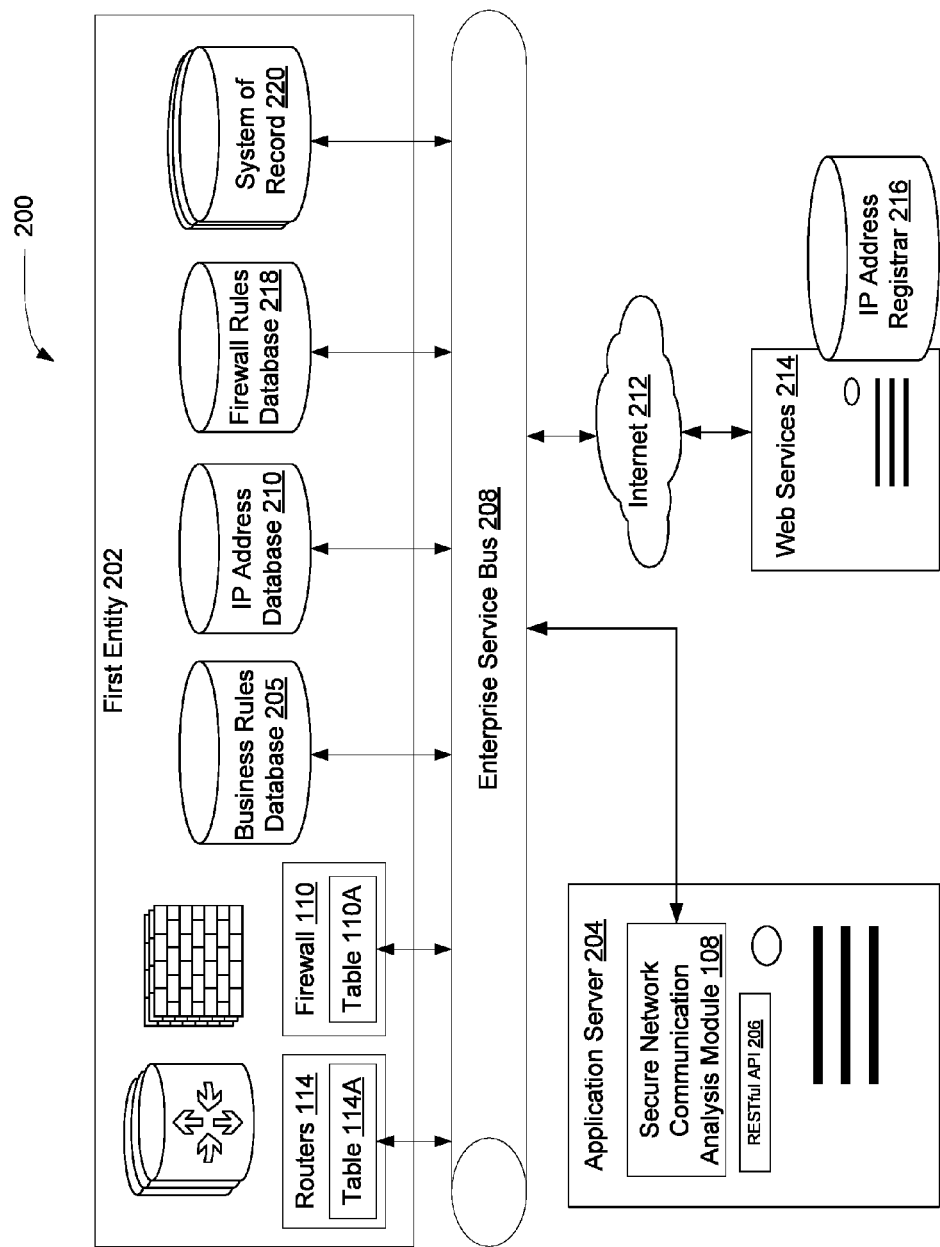 200
First Entity 202
Routers 114
Table 114A
Firewall 110
Table 110A
Business Rules
Database 205
IP Address
Database 210
Firewall Rules
Database 218
System of
Record 220
Enterprise Service Bus 208
Application Server 204
Secure Network
Communication
Analysis Module 108
RESTful API 206
Internet 212
Web Services 214
IP Address
Registrar 216